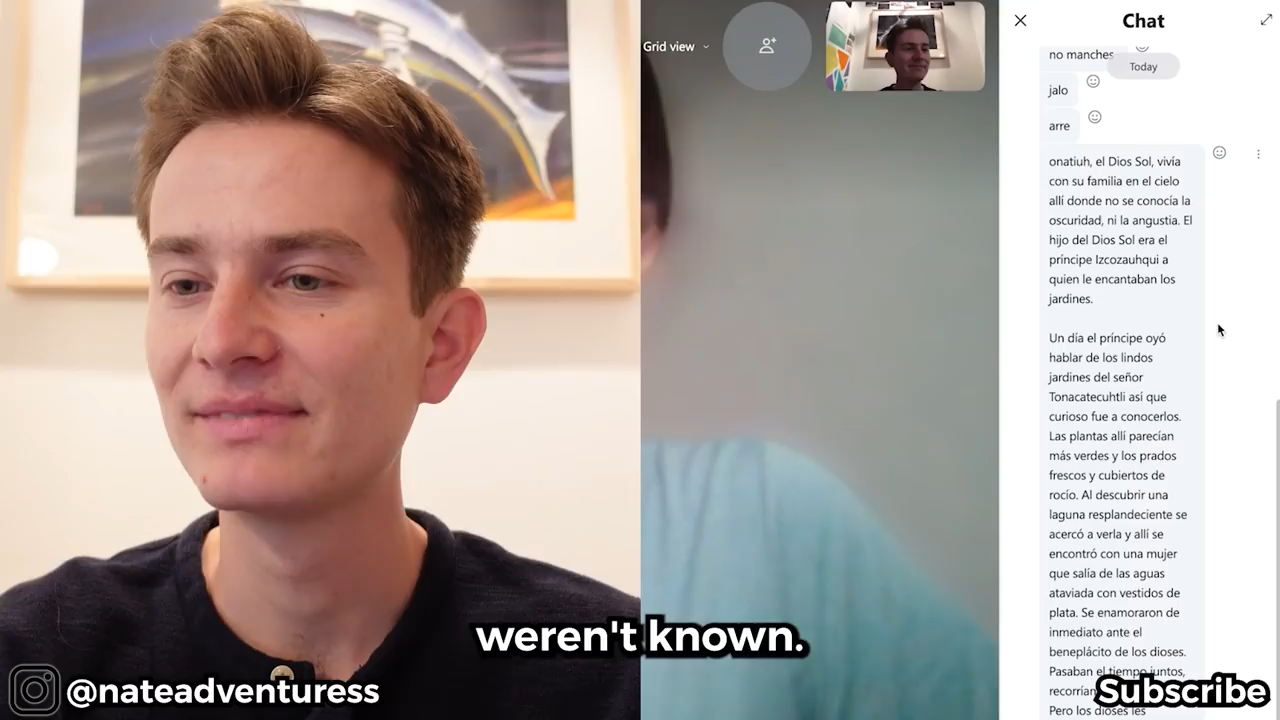 Grid view
Chat
no manches
Today
jalo
arre
onatiuh, el Dios Sol, vivía
con su familia en el cielo
allí donde no se conocía la
oscuridad, ni la angustia. El
hijo del Dios Sol era el
príncipe Izcozauhqui a
quien le encantaban los
jardines.
Un día el príncipe oyó
hablar de los lindos
jardines del señor
Tonacatecuhtli así que
curioso fue a conocerlos.
Las plantas allí parecían
más verdes y los prados
frescos y cubiertos de
rocío. Al descubrir una
laguna resplandeciente se
acercó a verla y allí se
encontró con una mujer
que salía de las aguas
ataviada con vestidos de
plata. Se enamoraron de
inmediato ante el
beneplácito de los dioses.
Pasaban el tiempo juntos,
Pero los dioses les
weren't known.
@nateadventuress
Subscribe